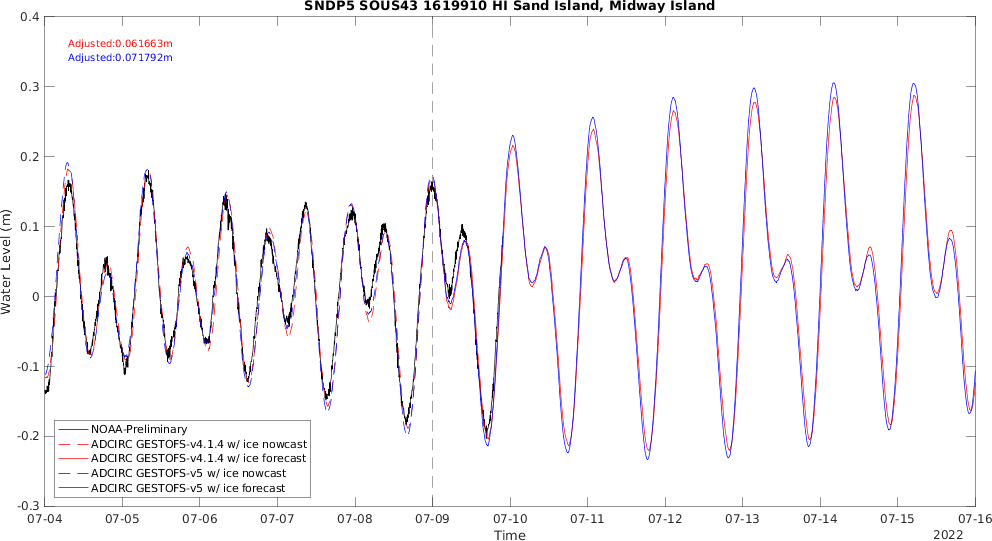 SNDP5 SOUS43 1619910 HI Sand Island, Midway Island
Adjusted:0.061663m
Adjusted:0.071792m
Water Level (m)
0.4
0.3
0.2
0.1
0
-0.1
-0.2
-0.3
NOAA-Preliminary
ADCIRC GESTOFS-v4.1.4 w/ ice nowcast
ADCIRC GESTOFS-v4.1.4 w/ ice forecast
ADCIRC GESTOFS-v5 w/ ice nowcast
ADCIRC GESTOFS-v5 w/ ice forecast
07-04 07-05 07-06 07-07 07-08 07-09 07-10 07-11 07-12 07-13 07-14 07-15 07-16
Time
2022